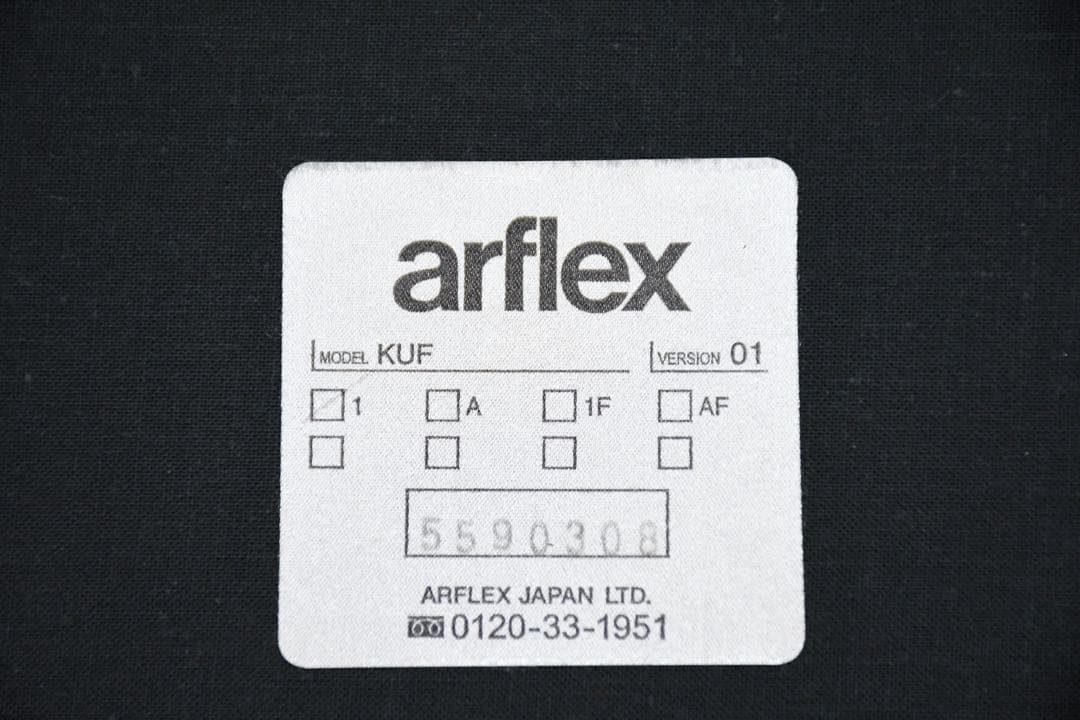 arflex
MODEL KUF VERSION 01
1 A 1F AF
5590308
ARFLEX JAPAN LTD.
0120-33-1951